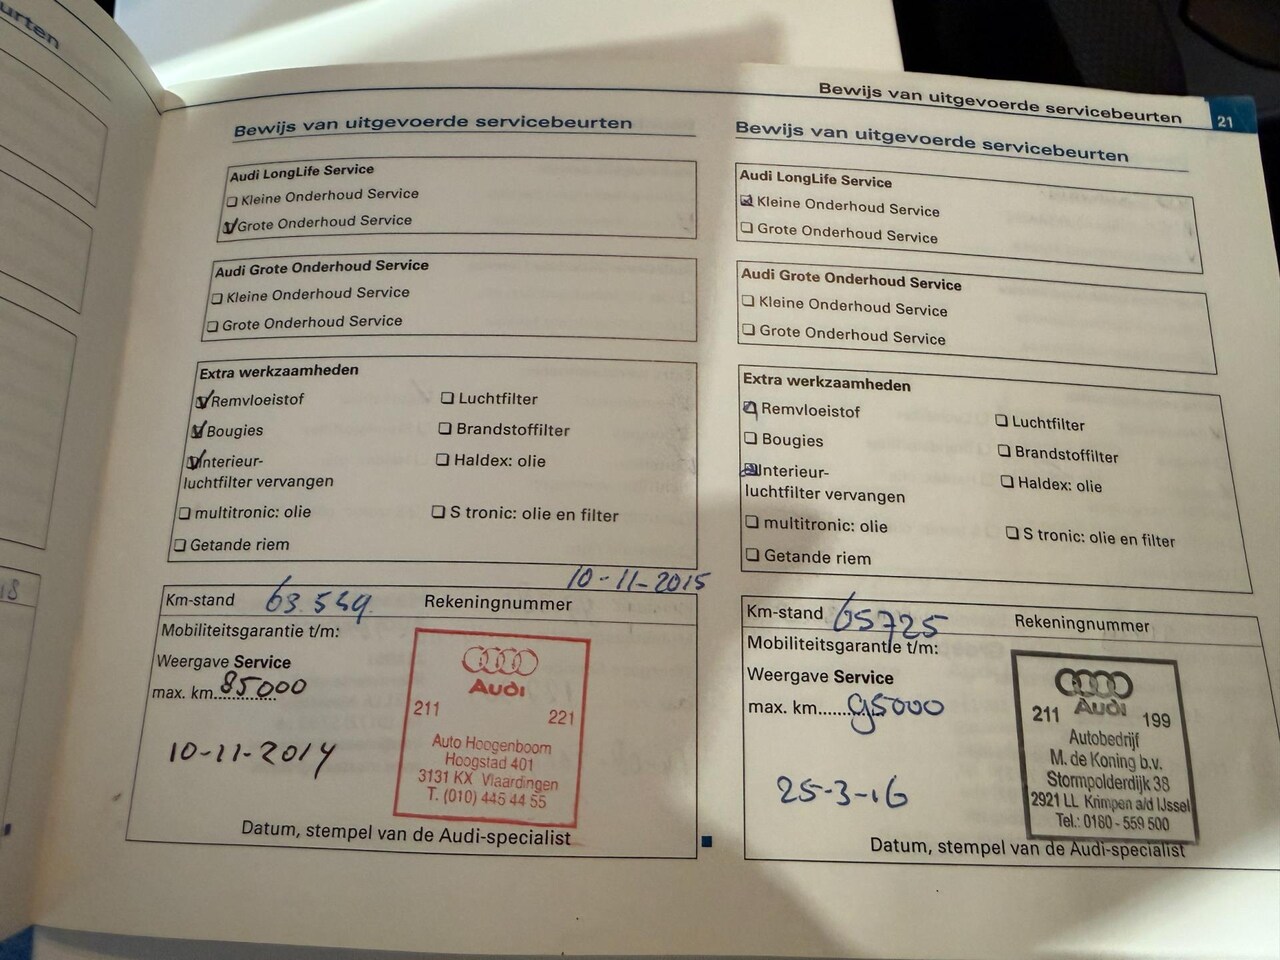 urten
Bewijs van uitgevoerde servicebeurten 21
Bewijs van uitgevoerde servicebeurten
Audi LongLife Service
Kleine Onderhoud Service
Grote Onderhoud Service
Audi Grote Onderhoud Service
Kleine Onderhoud Service
Grote Onderhoud Service
Extra werkzaamheden
Remvloeistof
Luchtfilter
Bougies
Brandstoffilter
Interieur-
luchtfilter vervangen
Haldex: olie
multitronic: olie
S tronic: olie en filter
Getande riem
10-11-2015
Km-stand 63.549 Rekeningnummer
Mobiliteitsgarantie t/m:
Weergave Service
max. km. 85000
10-11-2014
Audi
211 221
Auto Hoogenboom
Hoogstad 401
3131 KX Vlaardingen
T. (010) 445 44 55
Datum, stempel van de Audi-specialist
Bewijs van uitgevoerde servicebeurten
Audi LongLife Service
Kleine Onderhoud Service
Grote Onderhoud Service
Audi Grote Onderhoud Service
Kleine Onderhoud Service
Grote Onderhoud Service
Extra werkzaamheden
Remvloeistof
Luchtfilter
Bougies
Brandstoffilter
Interieur-
luchtfilter vervangen
Haldex: olie
multitronic: olie
S tronic: olie en filter
Getande riem
Km-stand 65725 Rekeningnummer
Mobiliteitsgarantie t/m:
Weergave Service
max. km...... 95000
25-3-16
Audi
211 199
Autobedrijf
M. de Koning b.v.
Stormpolderdijk 38
2921 LL Krimpen a/d IJssel
Tel.: 0180 - 559 500
Datum, stempel van de Audi-specialist